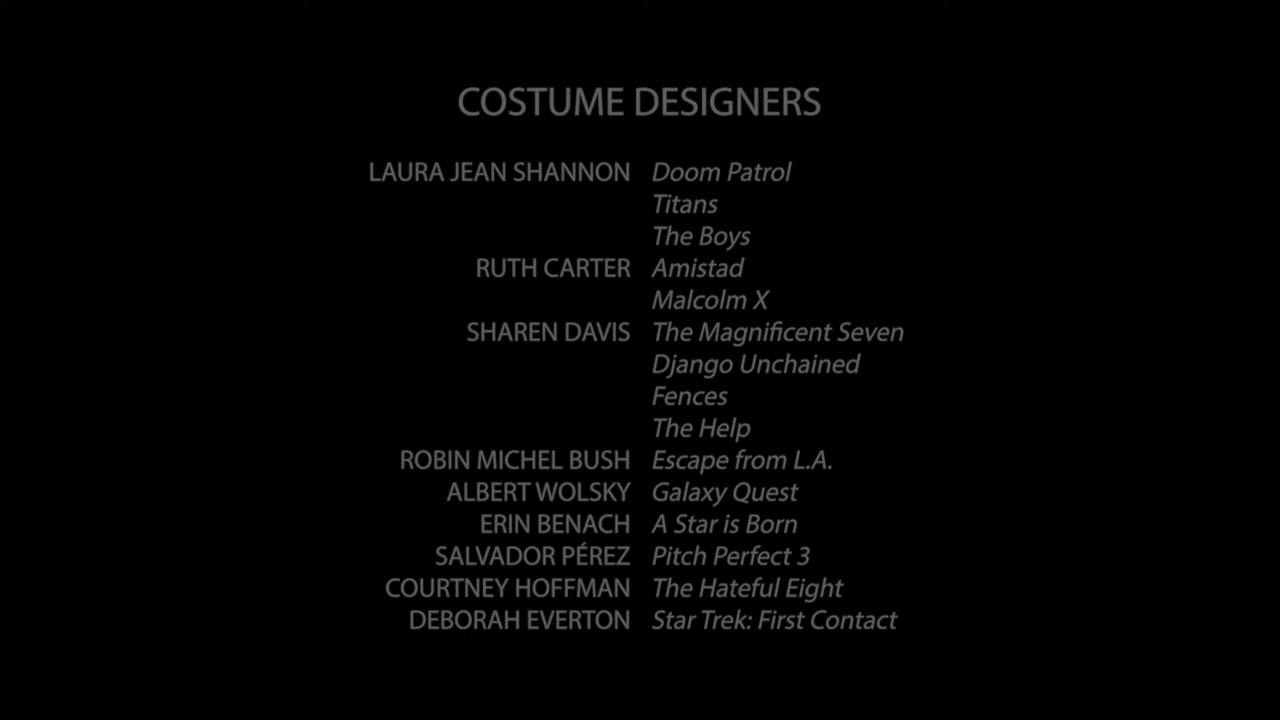 COSTUME DESIGNERS
LAURA JEAN SHANNON Doom Patrol
Titans
The Boys
RUTH CARTER Amistad
Malcolm X
SHAREN DAVIS The Magnificent Seven
Django Unchained
Fences
The Help
ROBIN MICHEL BUSH Escape from L.A.
ALBERT WOLSKY Galaxy Quest
ERIN BENACH A Star is Born
SALVADOR PÉREZ Pitch Perfect 3
COURTNEY HOFFMAN The Hateful Eight
DEBORAH EVERTON Star Trek: First Contact